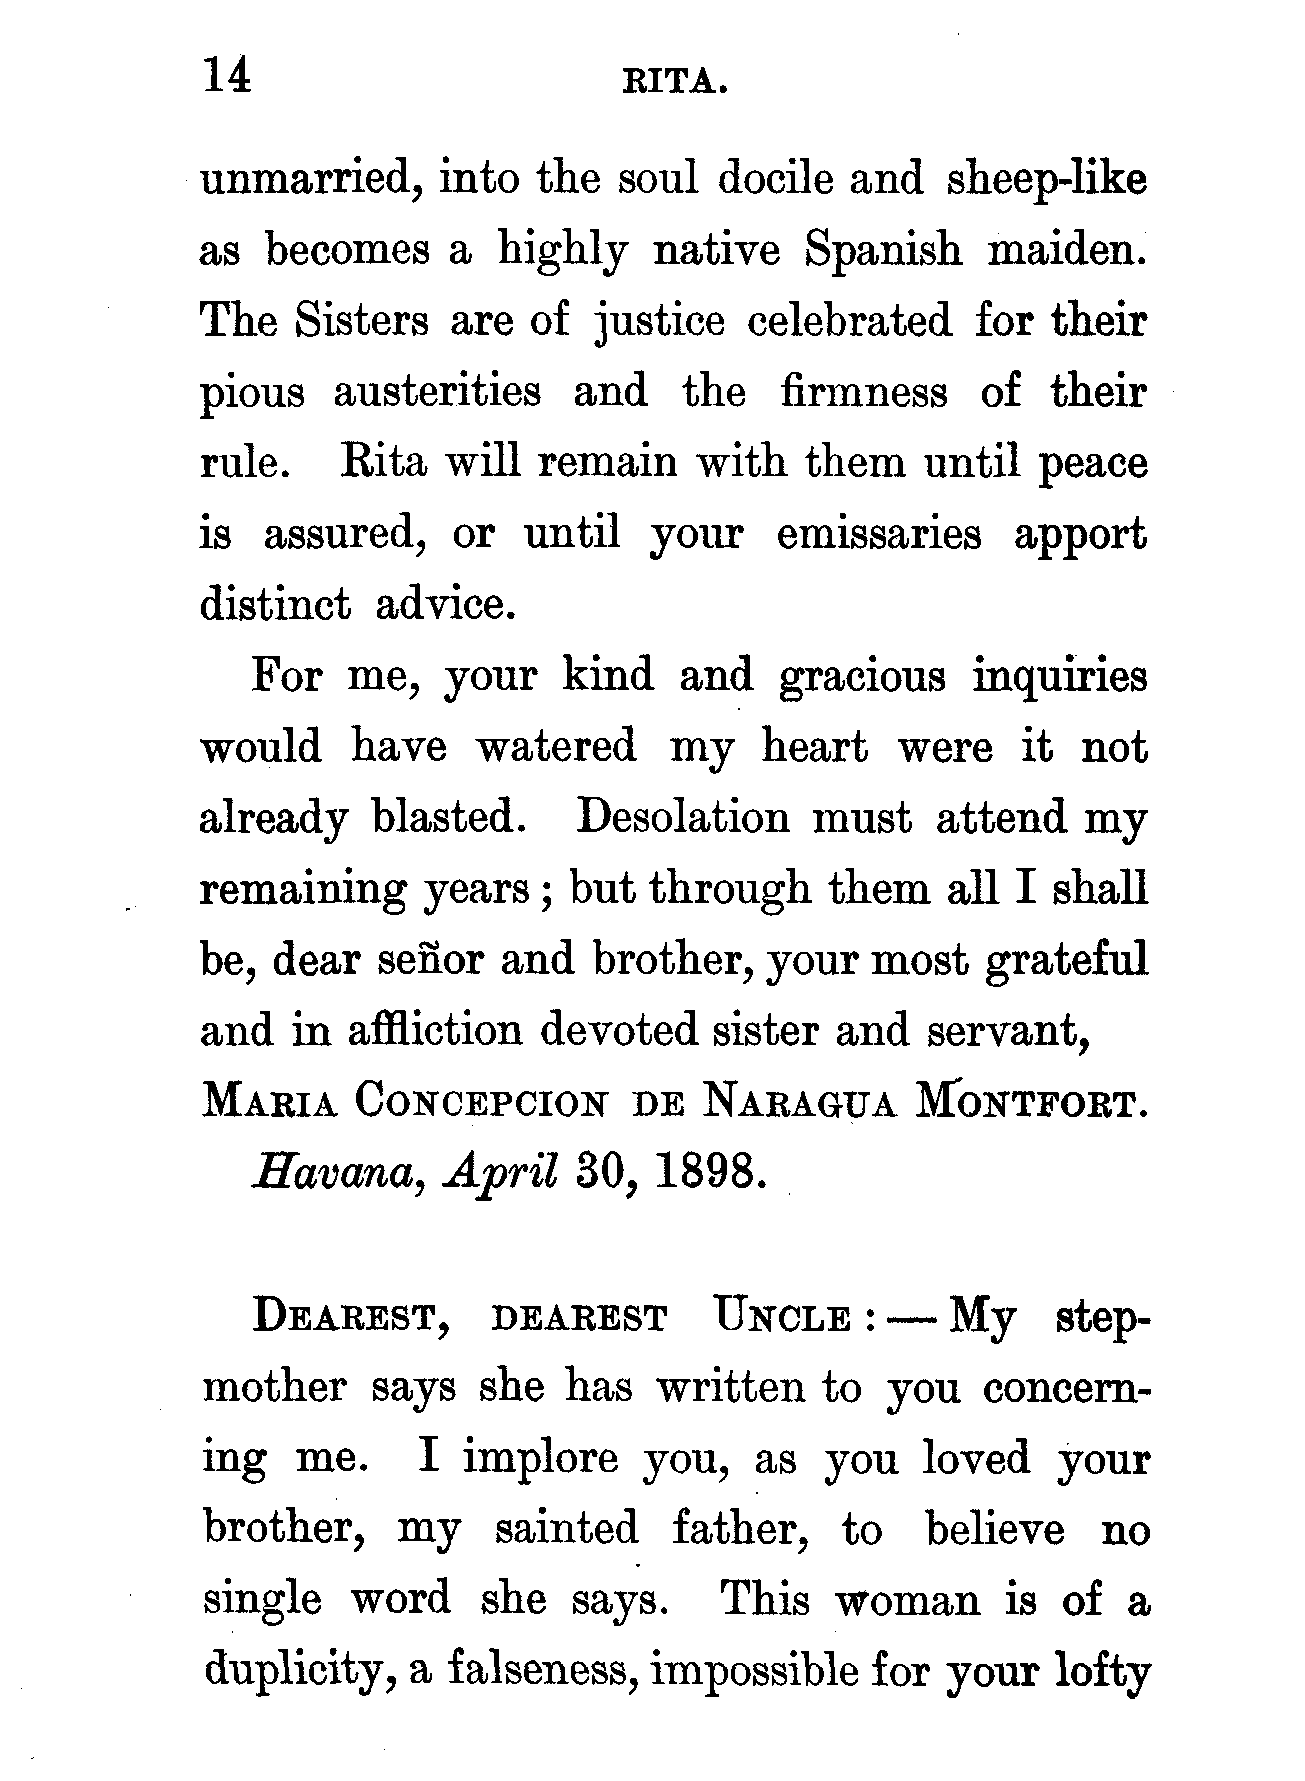 14 RITA.
unmarried, into the soul docile and sheep-like
as becomes a highly native Spanish maiden.
The Sisters are of justice celebrated for their
pious austerities and the firmness of their
rule. Rita will remain with them until peace
is assured, or until your emissaries apport
distinct advice.
For me, your kind and gracious inquiries
would have watered my heart were it not
already blasted. Desolation must attend my
remaining years ; but through them all I shall
be, dear señor and brother, your most grateful
and in affliction devoted sister and servant,
MARIA CONCEPCION DE NARAGUA MONTFORT.
Havana, April 30, 1898.
DEAREST, DEAREST UNCLE : — My step-
mother says she has written to you concern-
ing me. I implore you, as you loved your
brother, my sainted father, to believe no
single word she says. This woman is of a
duplicity, a falseness, impossible for your lofty